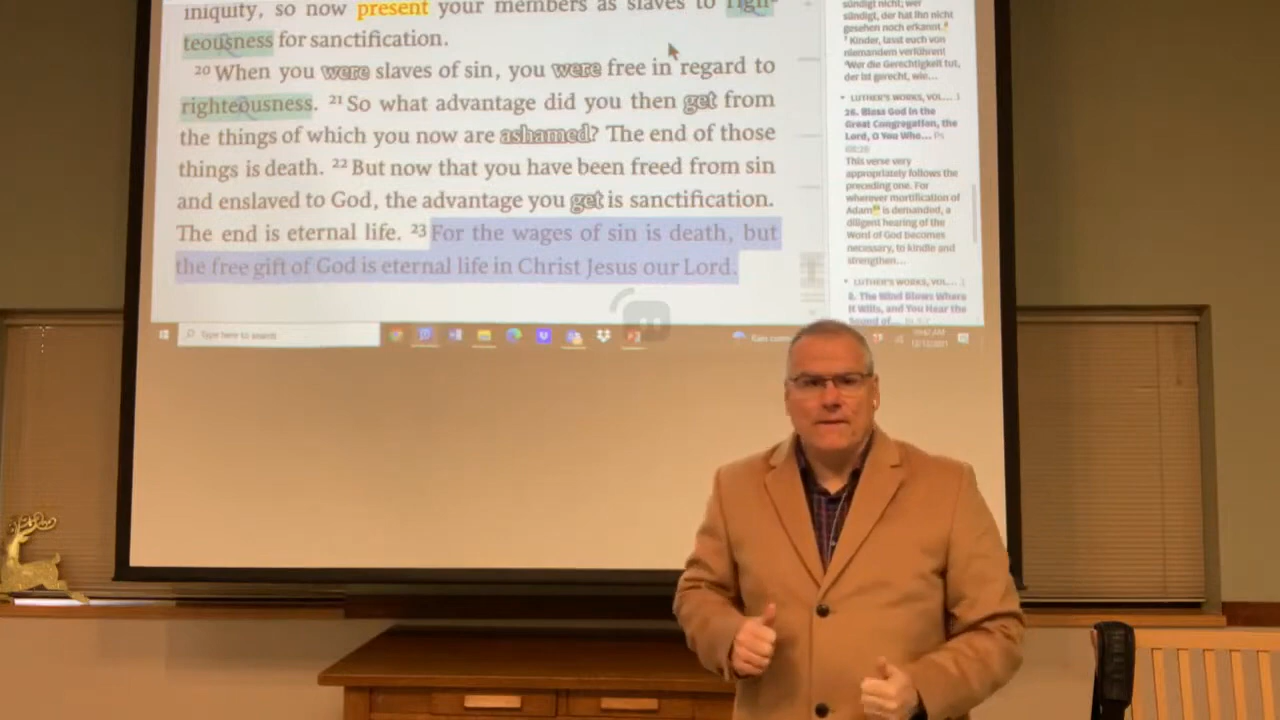 iniquity, so now present your members as slaves to righ-
teousness for sanctification.
20 When you were slaves of sin, you were free in regard to
righteousness. 21 So what advantage did you then get from
the things of which you now are ashamed? The end of those
things is death. 22 But now that you have been freed from sin
and enslaved to God, the advantage you get is sanctification.
The end is eternal life. 23 For the wages of sin is death, but
the free gift of God is eternal life in Christ Jesus our Lord.
Type here to search
sündigt nicht; wer
sündigt, der hat ihn nicht
gesehen noch erkannt.
7 Kinder, lasst euch von
niemandem verführen!
Wer die Gerechtigkeit tut,
der ist gerecht, wie...
LUTHER'S WORKS, VOL...
26. Bless God in the
Great Congregation, the
Lord, O You Who... Ps
68:26
This verse very
appropriately follows the
preceding one. For
wherever mortification of
Adam is demanded, a
diligent hearing of the
Word of God becomes
necessary, to kindle and
strengthen...
LUTHER'S WORKS, VOL...
8. The Wind Blows Where
It Wills, and You Hear the
Sound of...